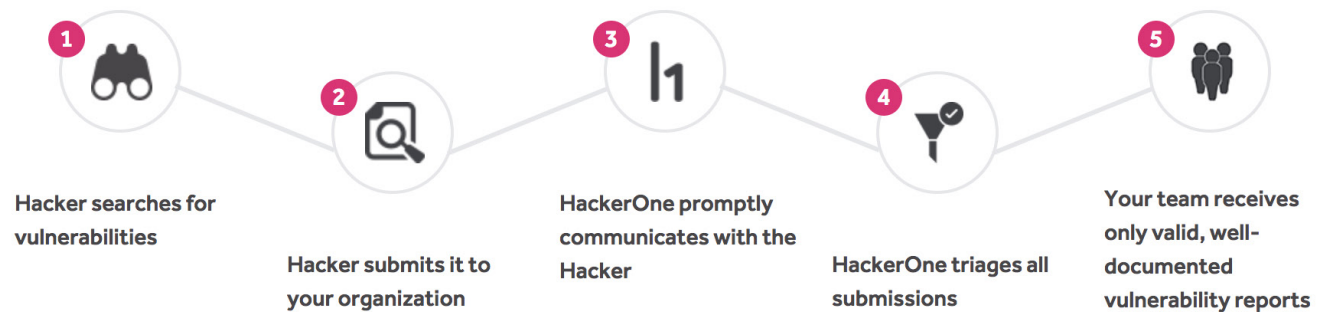 1
Hacker searches for
vulnerabilities
2
Hacker submits it to
your organization
3
h1
HackerOne promptly
communicates with the
Hacker
4
HackerOne triages all
submissions
5
Your team receives
only valid, well-
documented
vulnerability reports